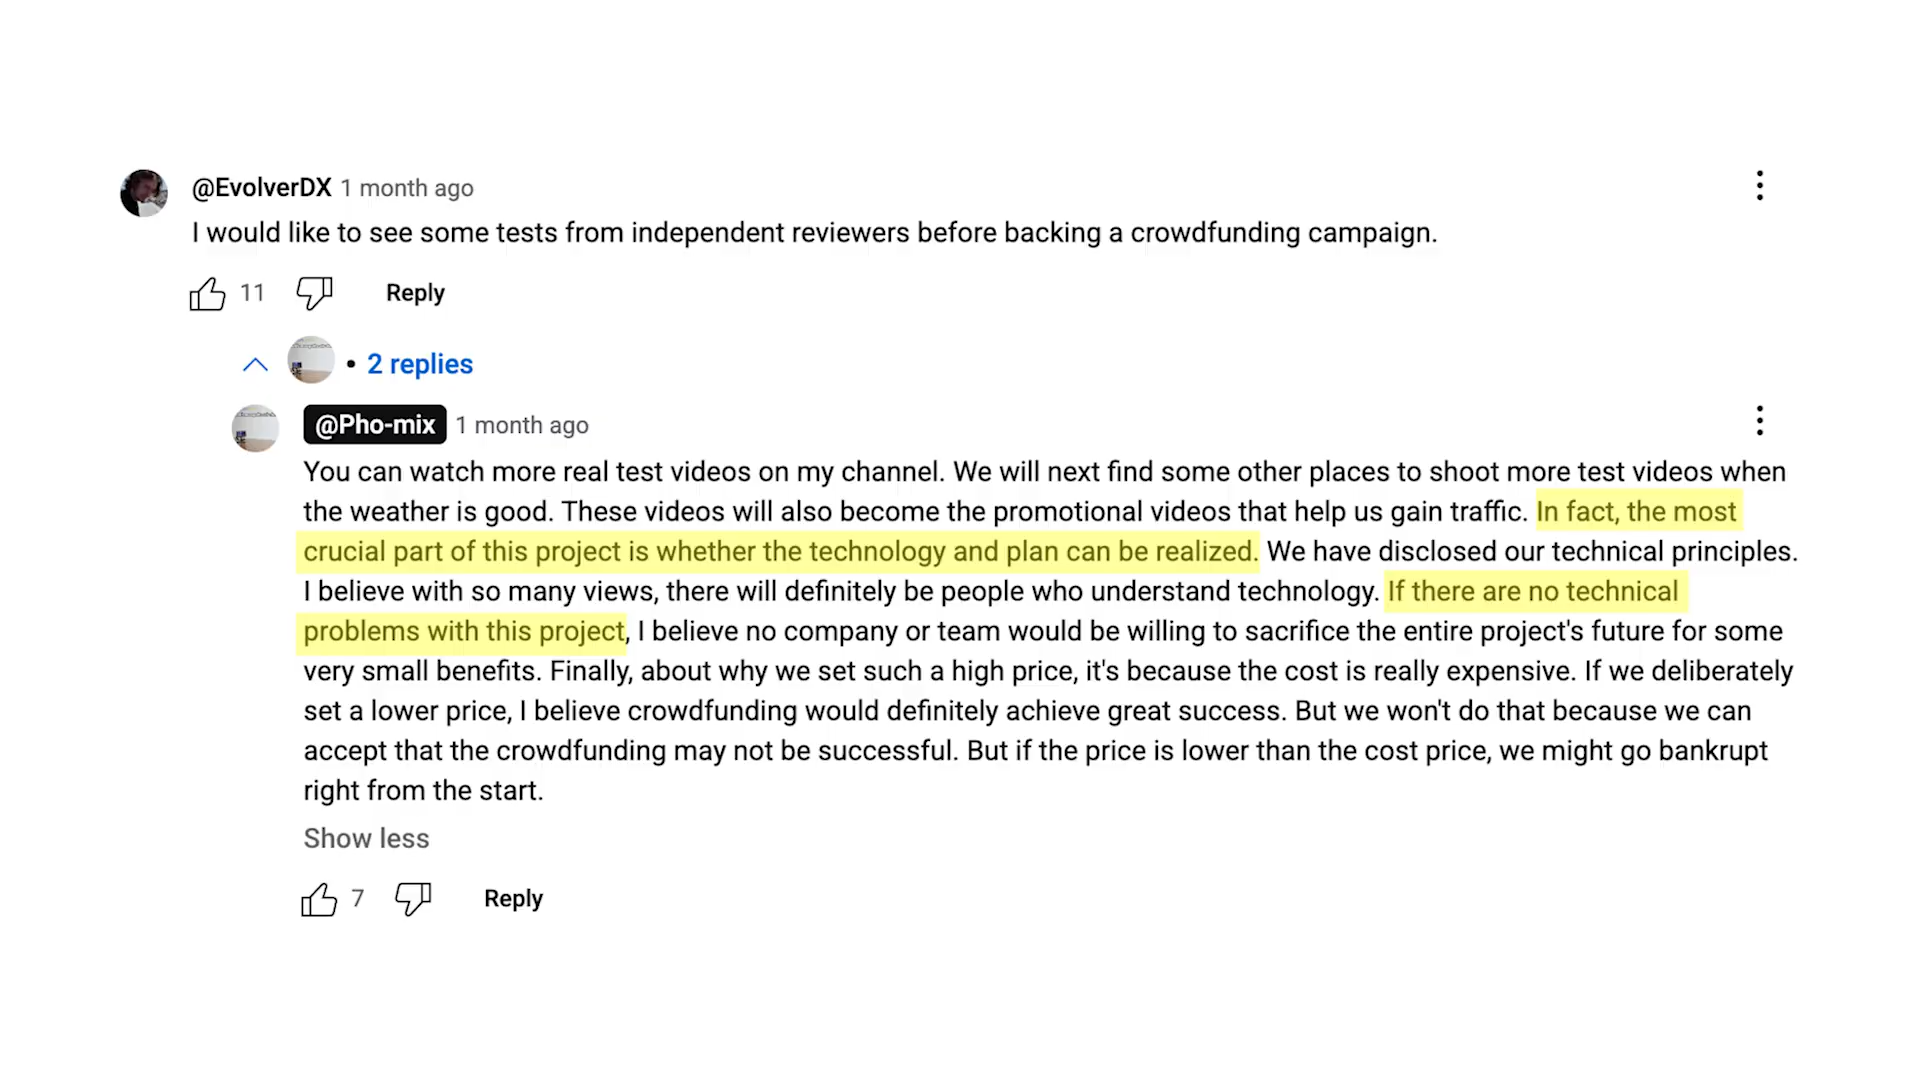 @EvolverDX 1 month ago
I would like to see some tests from independent reviewers before backing a crowdfunding campaign.
11 Reply
• 2 replies
@Pho-mix 1 month ago
You can watch more real test videos on my channel. We will next find some other places to shoot more test videos when
the weather is good. These videos will also become the promotional videos that help us gain traffic. In fact, the most
crucial part of this project is whether the technology and plan can be realized. We have disclosed our technical principles.
I believe with so many views, there will definitely be people who understand technology. If there are no technical
problems with this project, I believe no company or team would be willing to sacrifice the entire project's future for some
very small benefits. Finally, about why we set such a high price, it's because the cost is really expensive. If we deliberately
set a lower price, I believe crowdfunding would definitely achieve great success. But we won't do that because we can
accept that the crowdfunding may not be successful. But if the price is lower than the cost price, we might go bankrupt
right from the start.
Show less
7 Reply